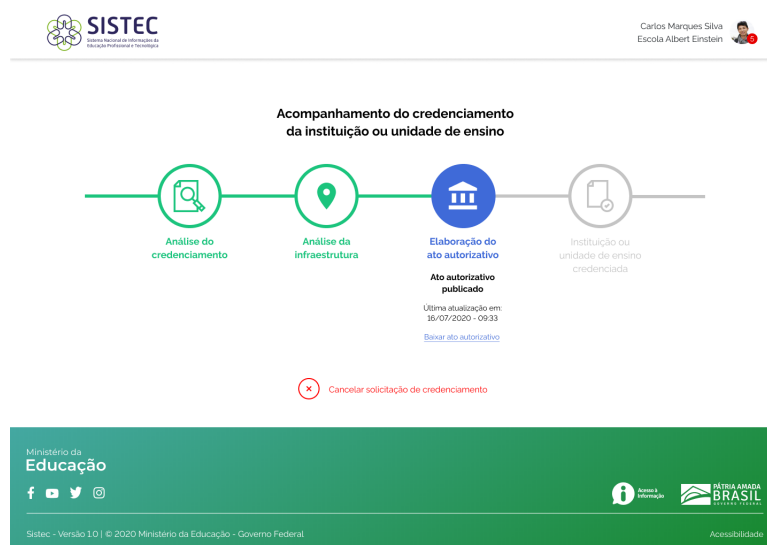 SISTEC
Sistema Nacional de Informações da
Educação Profissional e Tecnológica
Carlos Marques Silva
Escola Albert Einstein
5
Acompanhamento do credenciamento
da instituição ou unidade de ensino
Análise do
credenciamento
Análise da
infraestrutura
Elaboração do
ato autorizativo
Instituição ou
unidade de ensino
credenciada
Ato autorizativo
publicado
Última atualização em:
16/07/2020 - 09:33
Baixar ato autorizativo
Cancelar solicitação de credenciamento
Ministério da
Educação
Acesso à
Informação
PÁTRIA AMADA
BRASIL
GOVERNO FEDERAL
Sistec - Versão 1.0 | © 2020 Ministério da Educação - Governo Federal
Acessibilidade